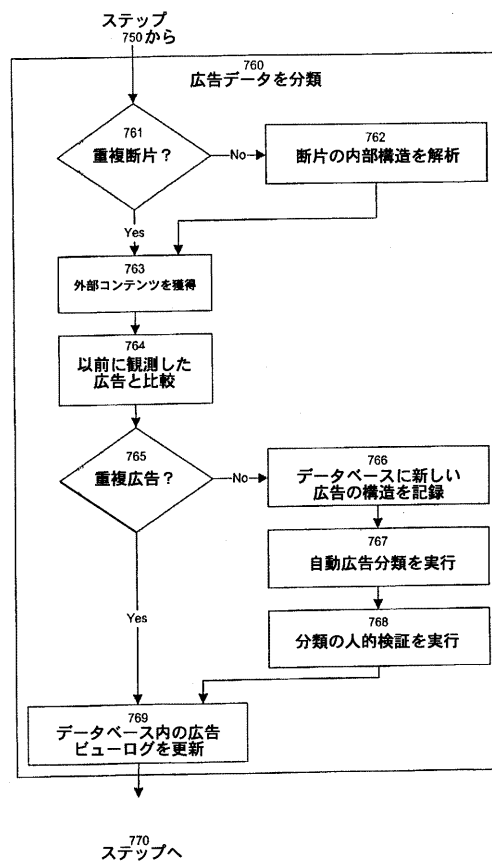 ステップ
750から
760
広告データを分類
761
重複断片？
No
762
断片の内部構造を解析
Yes
763
外部コンテンツを獲得
764
以前に観測した
広告と比較
765
重複広告？
No
766
データベースに新しい
広告の構造を記録
767
自動広告分類を実行
768
分類の人的検証を実行
Yes
769
データベース内の広告
ビューログを更新
770
ステップへ